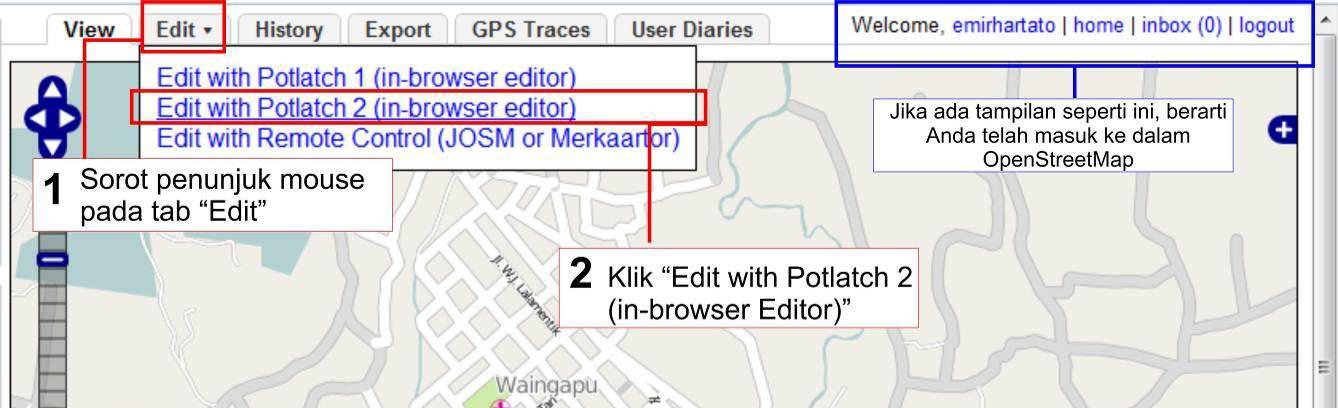 View Edit History Export GPS Traces User Diaries
Welcome, emirhartato | home | inbox (0) | logout
Edit with Potlatch 1 (in-browser editor)
Edit with Potlatch 2 (in-browser editor)
Edit with Remote Control (JOSM or Merkaartor)
Jika ada tampilan seperti ini, berarti
Anda telah masuk ke dalam
OpenStreetMap
1 Sorot penunjuk mouse
pada tab “Edit”
2 Klik “Edit with Potlatch 2
(in-browser Editor)”
Jl. W.J. Lalamentik
Waingapu